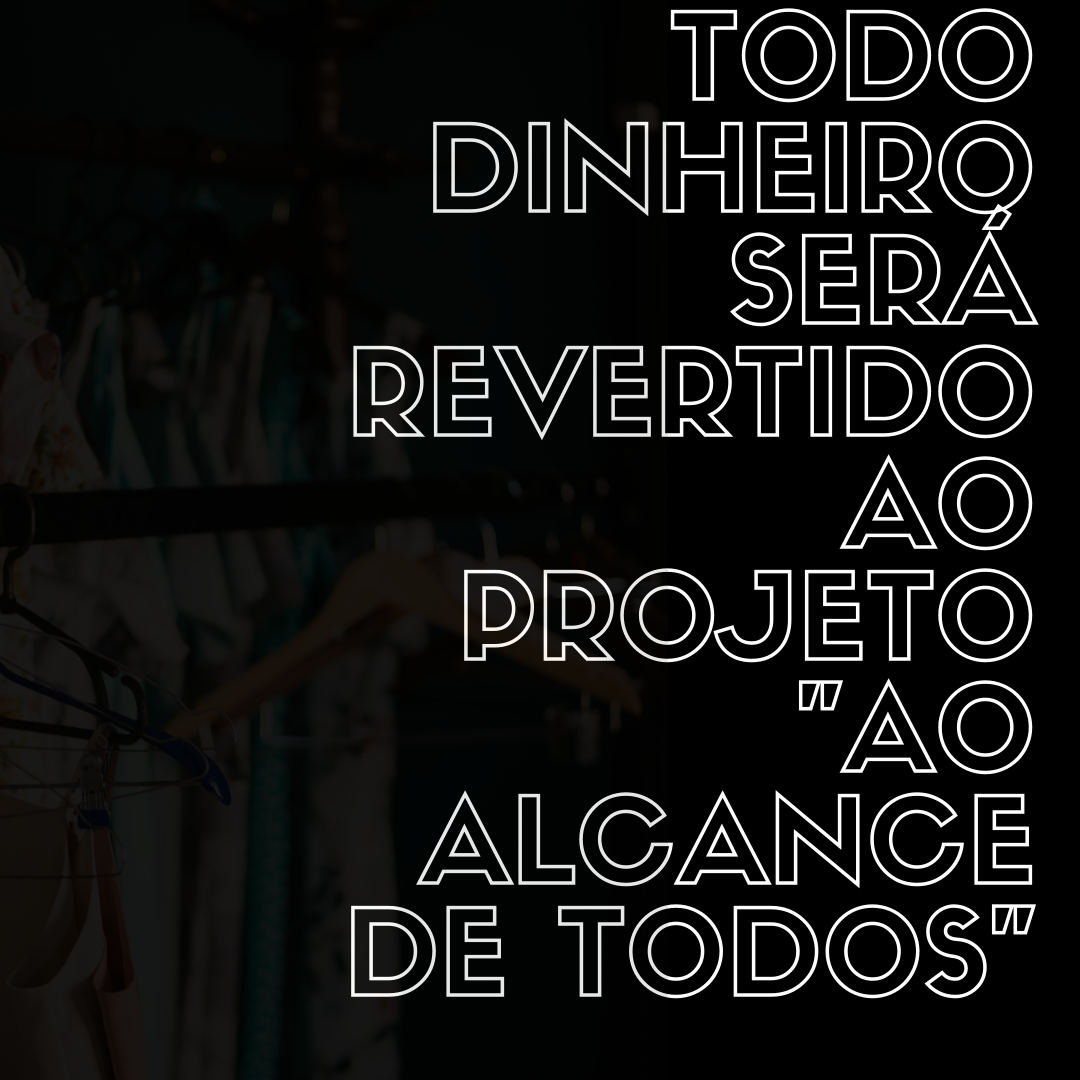 TODO
DINHEIRO
SERÁ
REVERTIDO
AO
PROJETO
"AO
ALCANCE
DE TODOS"